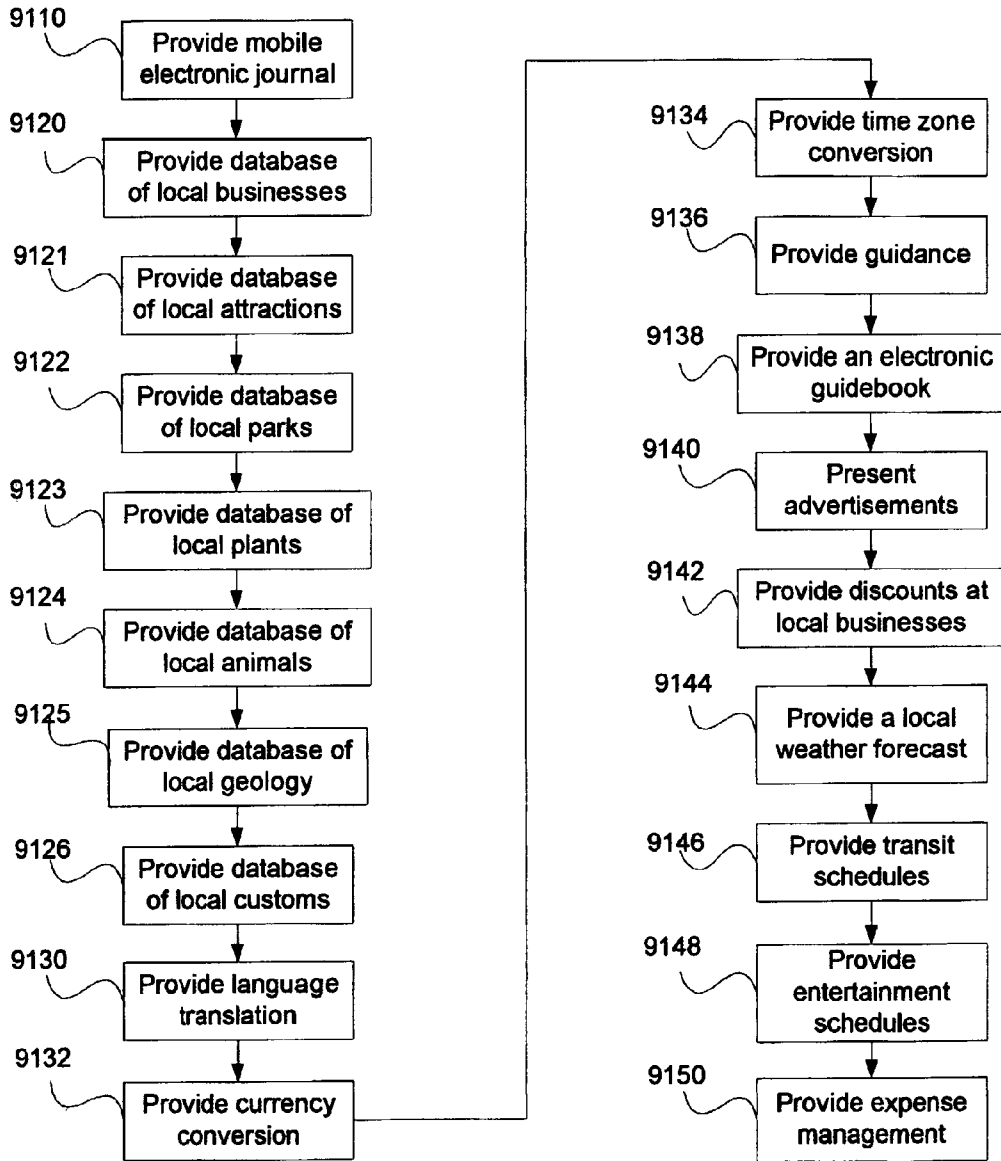 9110
Provide mobile
electronic journal
9120
Provide database
of local businesses
9121
Provide database
of local attractions
9122
Provide database
of local parks
9123
Provide database of
local plants
9124
Provide database of
local animals
9125
Provide database of
local geology
9126
Provide database
of local customs
9130
Provide language
translation
9132
Provide currency
conversion
9134
Provide time zone
conversion
9136
Provide guidance
9138
Provide an electronic
guidebook
9140
Present
advertisements
9142
Provide discounts at
local businesses
9144
Provide a local
weather forecast
9146
Provide transit
schedules
9148
Provide
entertainment
schedules
9150
Provide expense
management